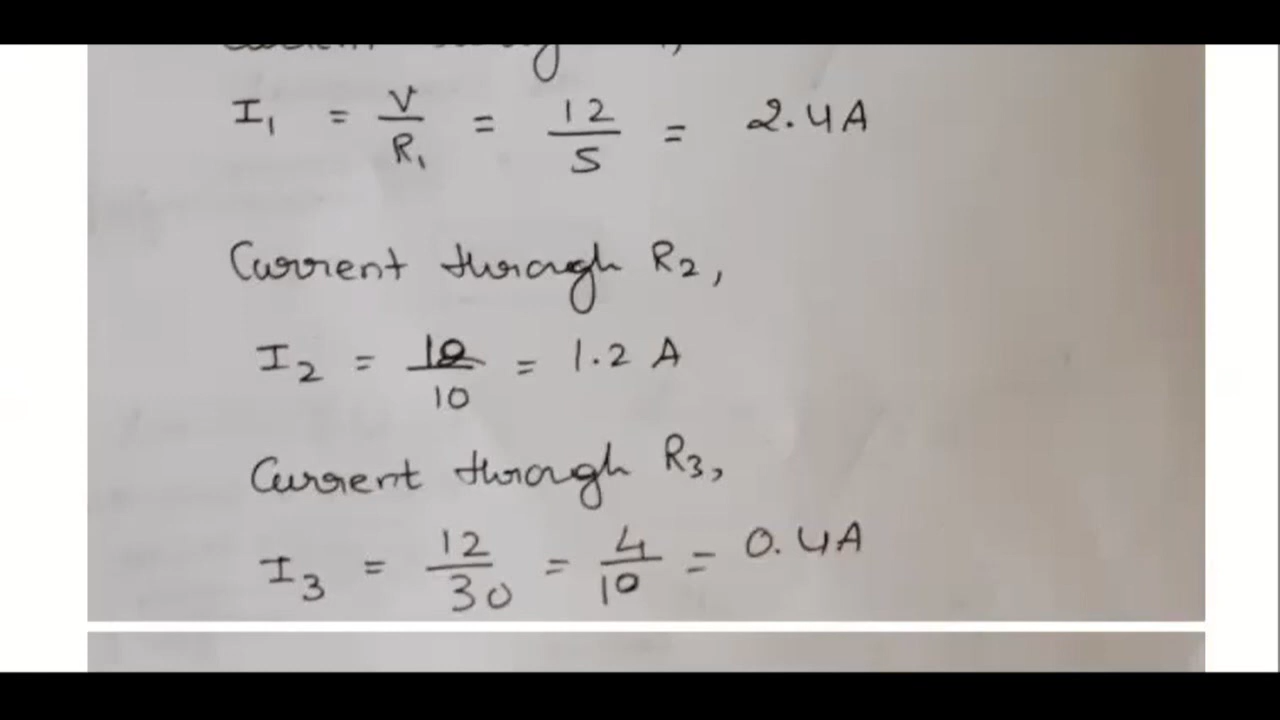 I₁ = V/R₁ = 12/5 = 2.4A
Current through R₂,
I₂ = 12/10 = 1.2 A
Current through R₃,
I₃ = 12/30 = 4/10 = 0.4A